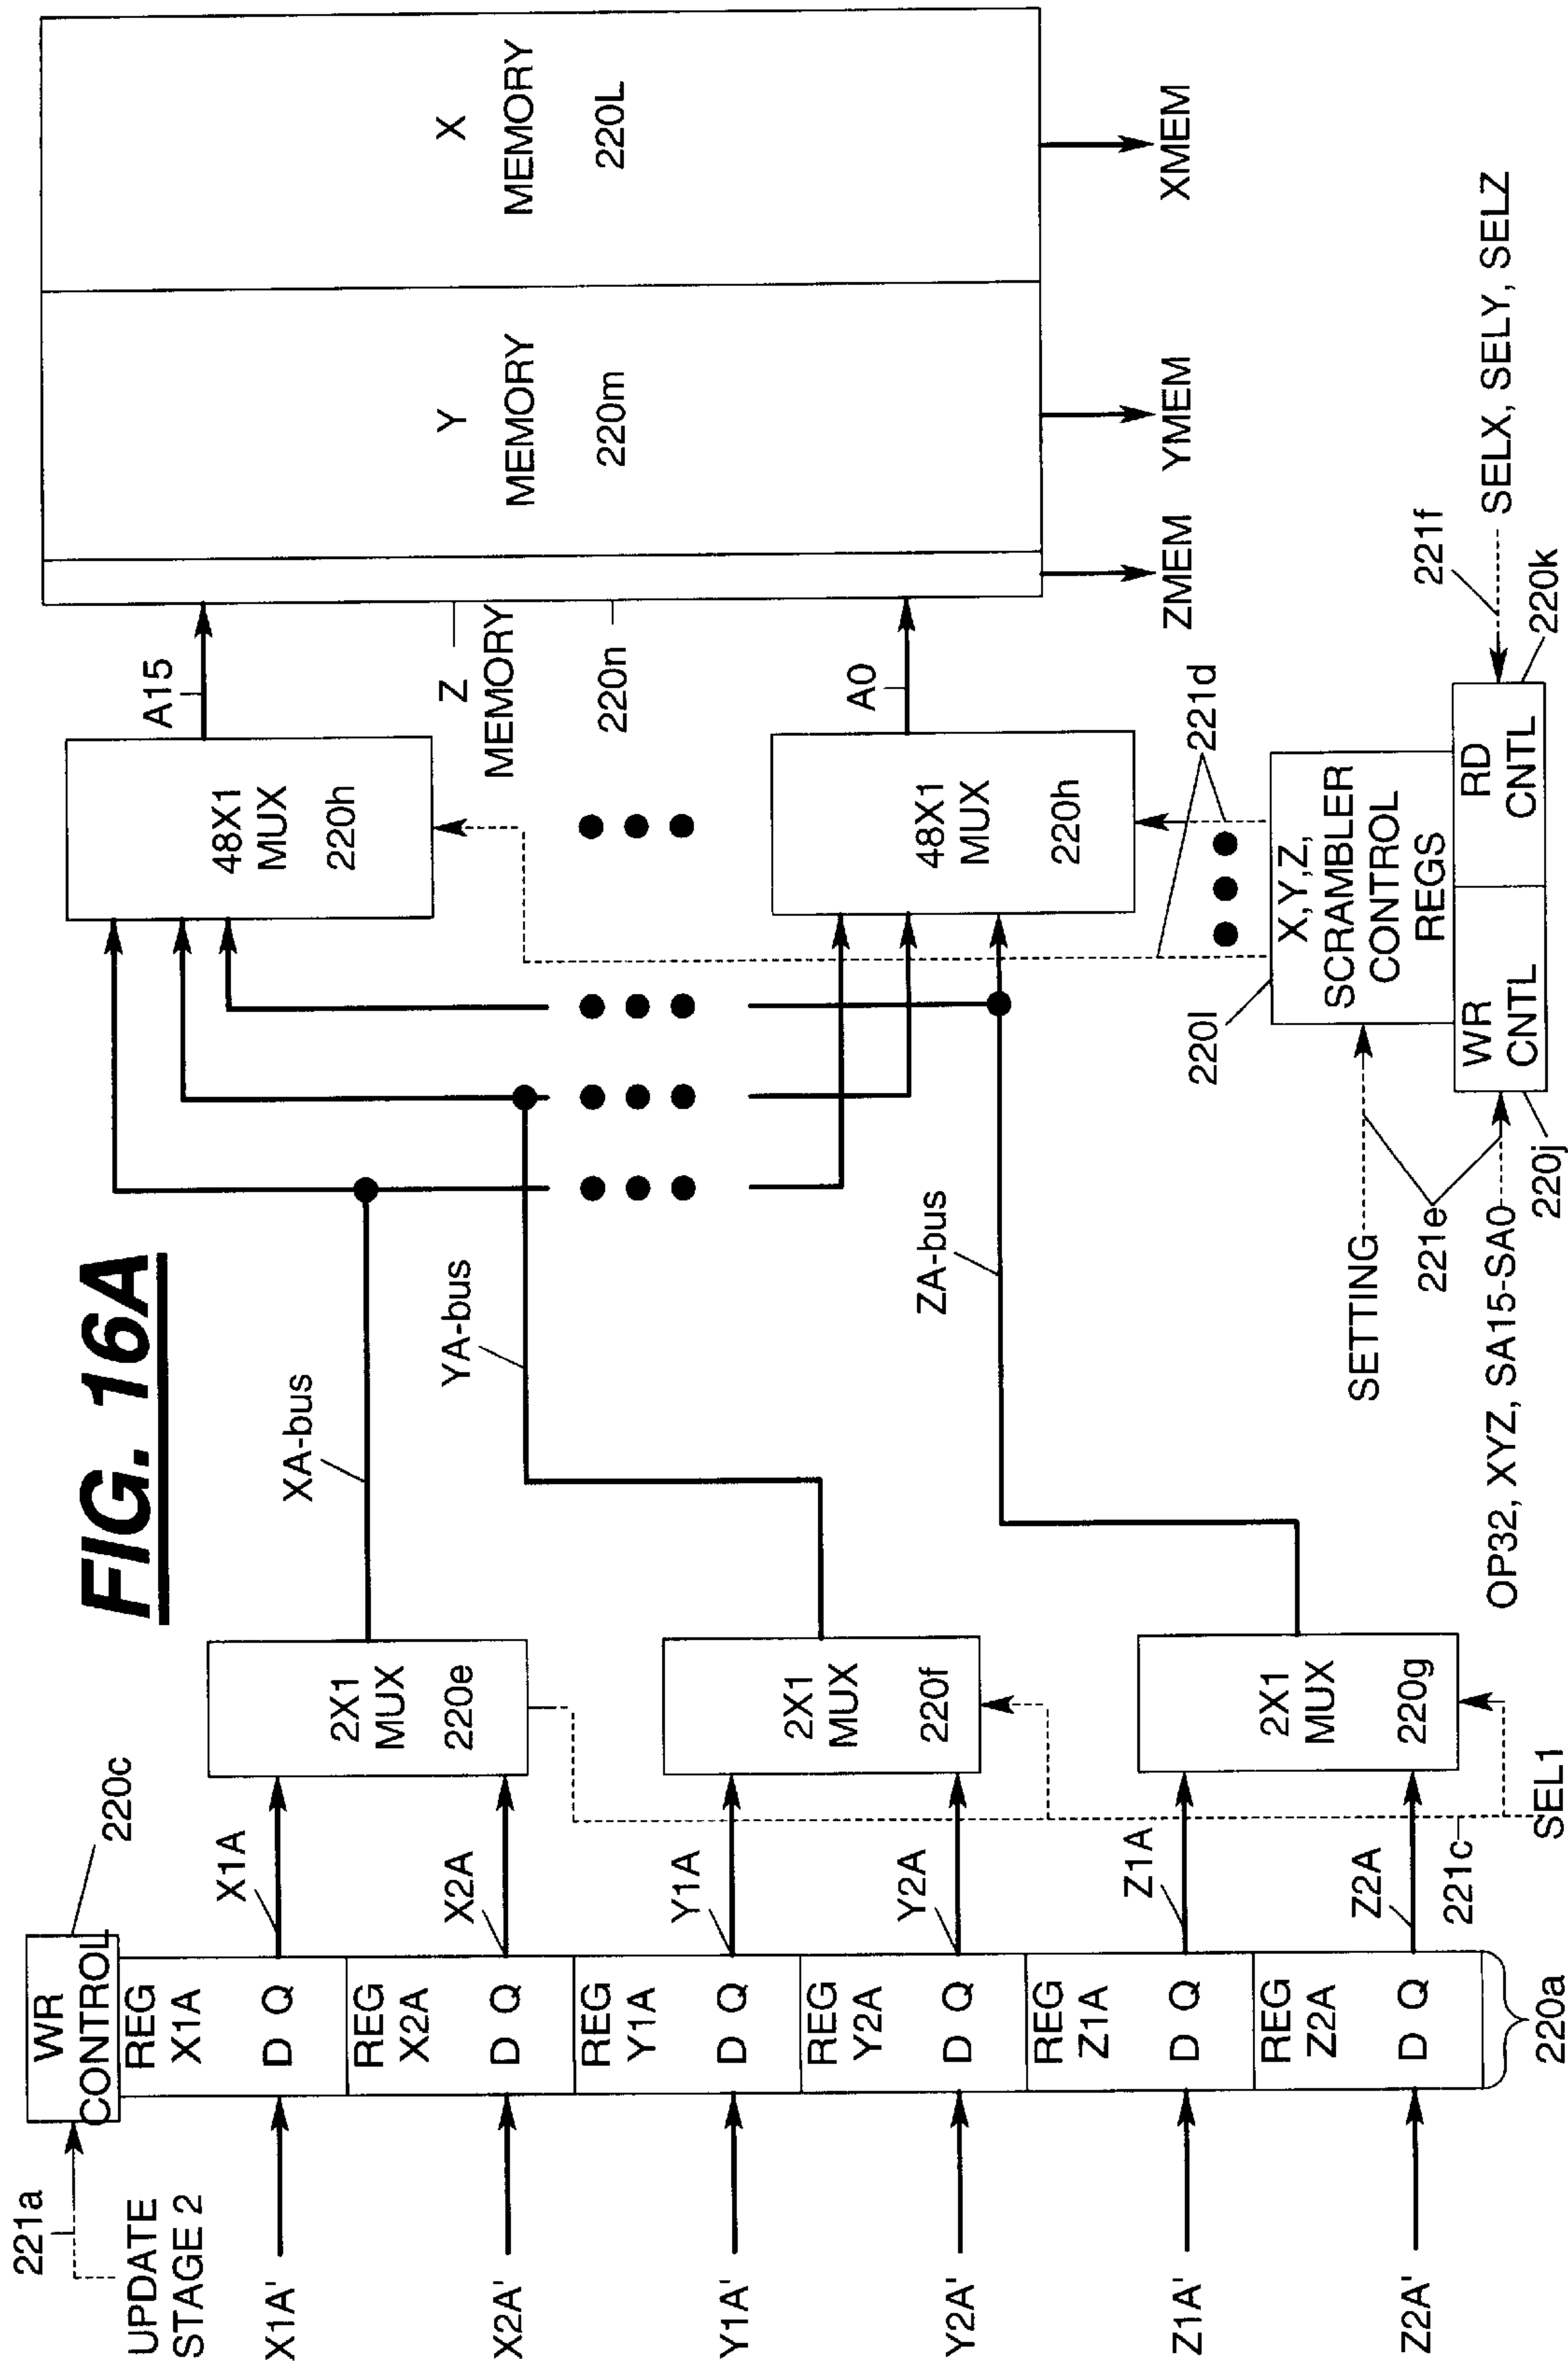 FIG. 16A
221a
UPDATE
STAGE 2
WR
CONTROL
220c
X1A'
REG
X1A
D Q
X1A
X2A'
REG
X2A
D Q
X2A
Y1A'
REG
Y1A
D Q
Y1A
Y2A'
REG
Y2A
D Q
Y2A
Z1A'
REG
Z1A
D Q
Z1A
Z2A'
REG
Z2A
D Q
Z2A
220a
221c
SEL1
2X1
MUX
220e
2X1
MUX
220f
2X1
MUX
220g
XA-bus
YA-bus
ZA-bus
48X1
MUX
220h
A15
48X1
MUX
220h
A0
Z
MEMORY
220n
Y
MEMORY
220m
X
MEMORY
220L
ZMEM
YMEM
XMEM
221d
220l
X,Y,Z,
SCRAMBLER
CONTROL
REGS
WR
CNTL
RD
CNTL
SETTING
221e
OP32, XYZ, SA15-SA0
220j
220k
221f
SELX, SELY, SELZ